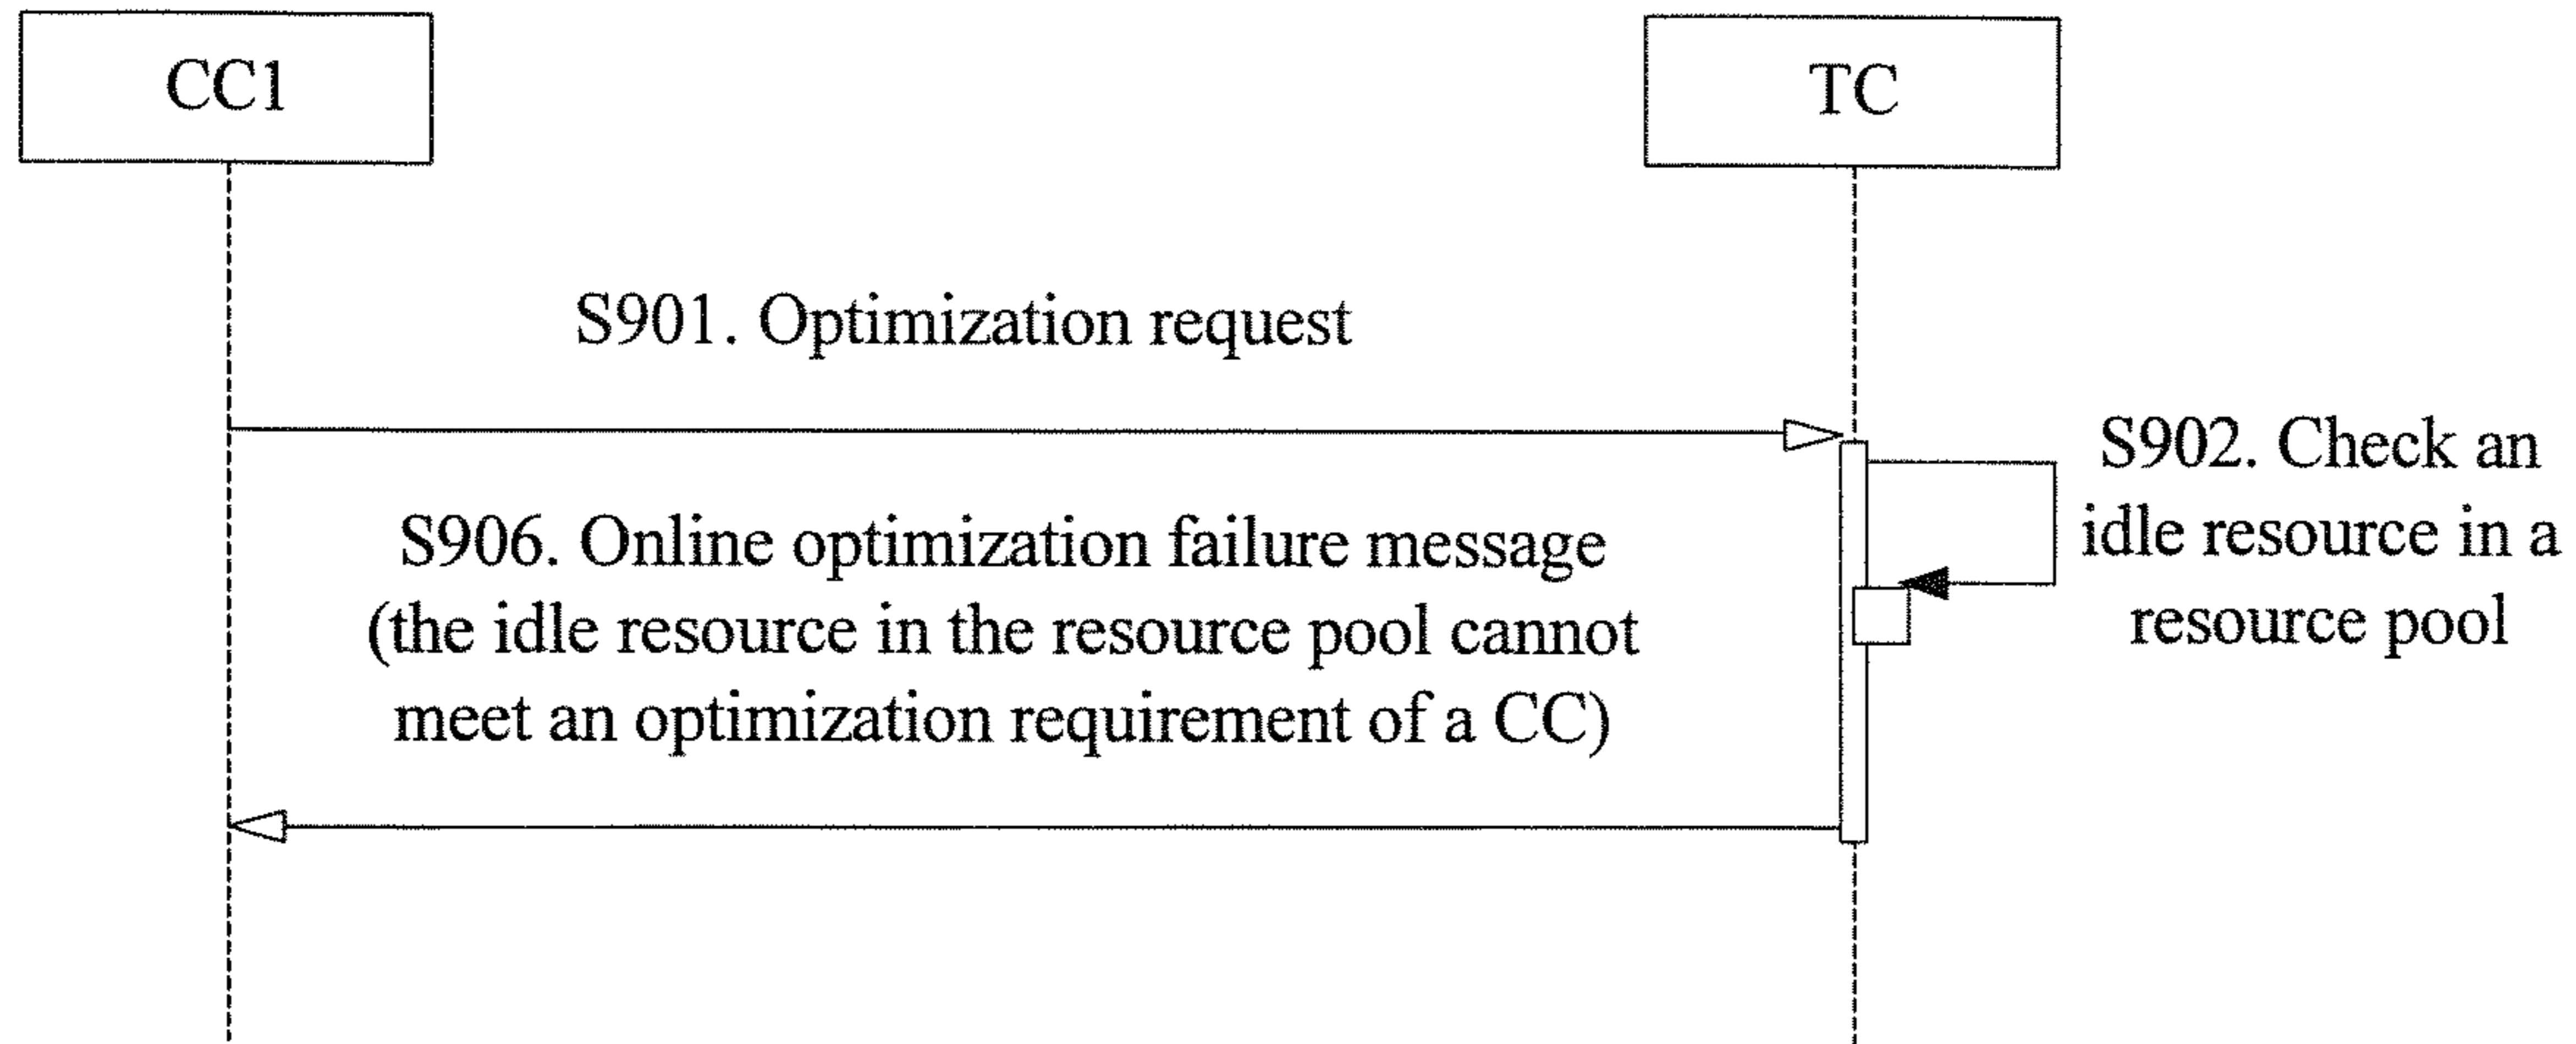 CC1
TC
S901. Optimization request
S902. Check an
idle resource in a
resource pool
S906. Online optimization failure message
(the idle resource in the resource pool cannot
meet an optimization requirement of a CC)